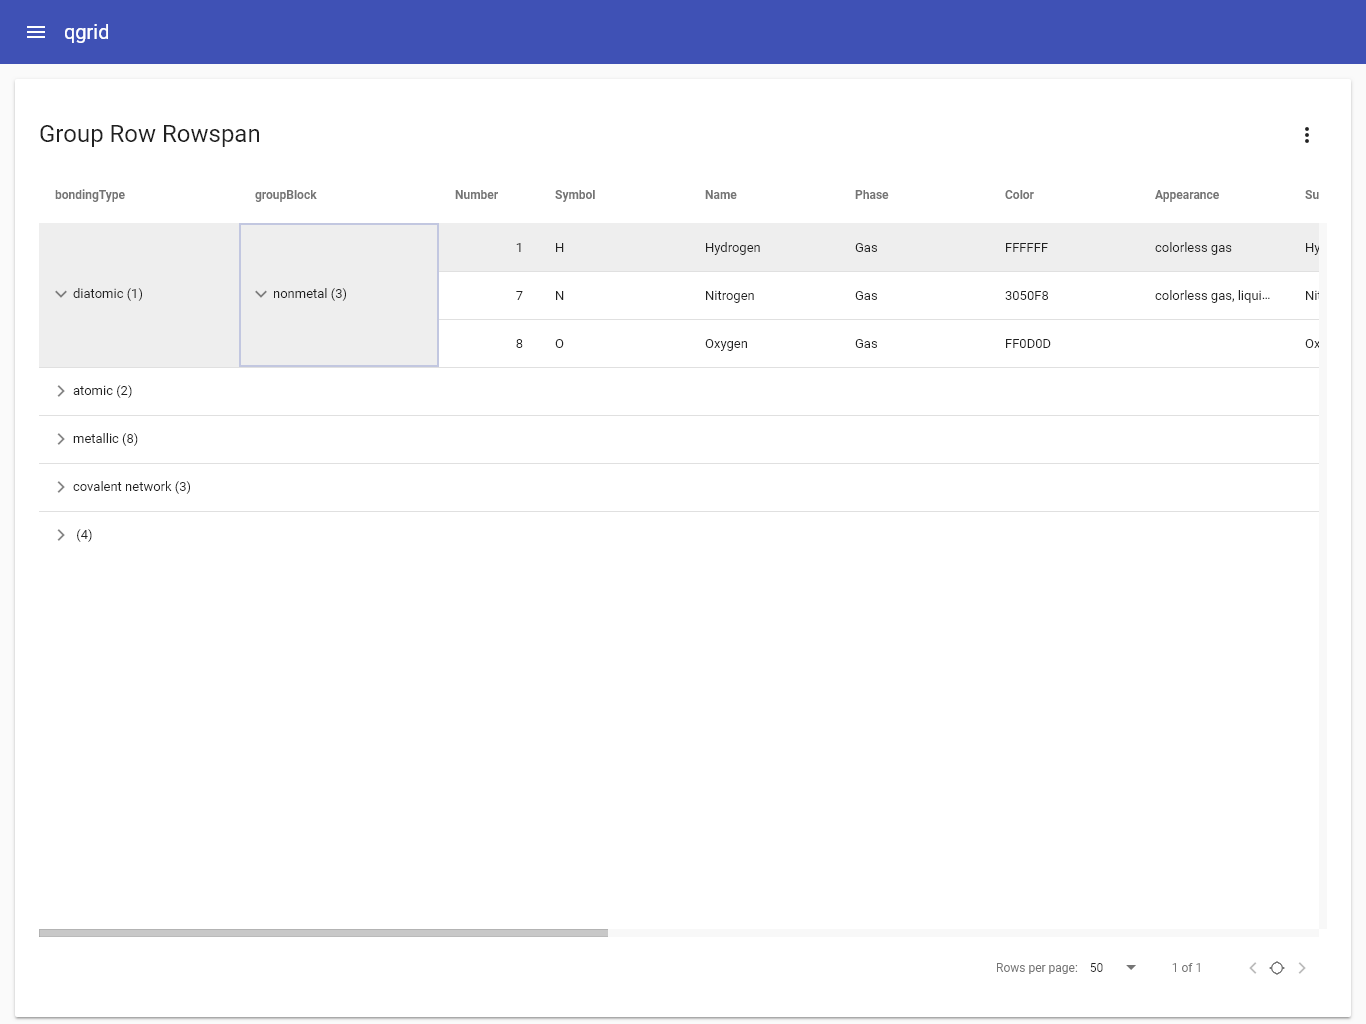 qgrid
Group Row Rowspan
bondingType groupBlock Number Symbol Name Phase Color Appearance Su
1 H Hydrogen Gas FFFFFF colorless gas Hy
diatomic (1) nonmetal (3) 7 N Nitrogen Gas 3050F8 colorless gas, liqui... Nit
8 O Oxygen Gas FF0D0D Ox
atomic (2)
metallic (8)
covalent network (3)
(4)
Rows per page: 50 1 of 1